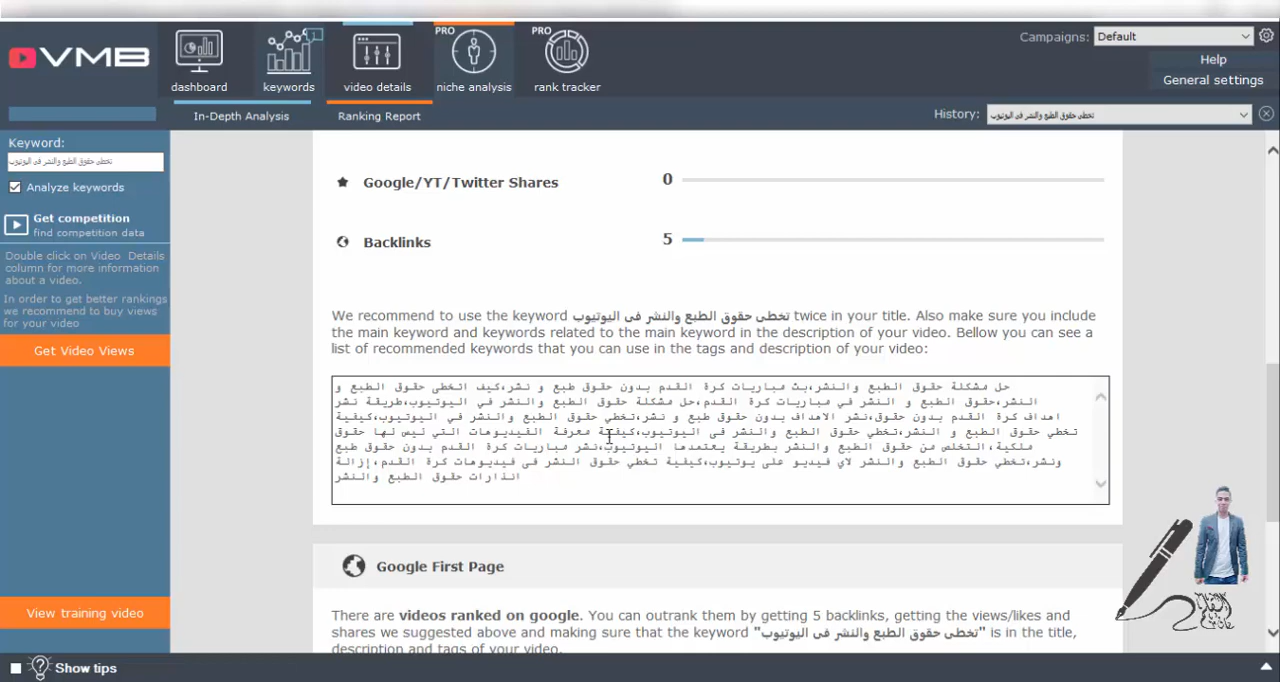 VMB
dashboard
keywords
video details
PRO
niche analysis
PRO
rank tracker
Campaigns:
Default
Help
General settings
In-Depth Analysis
Ranking Report
History:
تخطى حقوق الطبع والنشر فى اليوتيوب
Keyword:
تخطى حقوق الطبع والنشر فى اليوتيوب
Analyze keywords
Get competition
find competition data
Double click on Video Details
column for more information
about a video.
In order to get better rankings
we recommend to buy views
for your video
Get Video Views
View training video
Google/YT/Twitter Shares
0
Backlinks
5
We recommend to use the keyword تخطى حقوق الطبع والنشر فى اليوتيوب twice in your title. Also make sure you include
the main keyword and keywords related to the main keyword in the description of your video. Bellow you can see a
list of recommended keywords that you can use in the tags and description of your video:
حل مشكلة حقوق الطبع والنشر،بث مباريات كرة القدم بدون حقوق طبع و نشر،كيف اتخطى حقوق الطبع و
النشر،حقوق الطبع و النشر في مباريات كرة القدم،حل مشكلة حقوق الطبع والنشر في اليوتيوب،طريقة نشر
اهداف كرة القدم بدون حقوق،نشر الاهداف بدون حقوق طبع و نشر،تخطي حقوق الطبع والنشر في اليوتيوب،كيفية
تخطي حقوق الطبع و النشر،تخطي حقوق الطبع والنشر فى اليوتيوب،كيفية معرفة الفيديوهات التي ليس لها حقوق
ملكية،التخلص من حقوق الطبع والنشر بطريقة يعتمدها اليوتيوب،نشر مباريات كرة القدم بدون حقوق طبع
ونشر،تخطي حقوق الطبع والنشر لاي فيديو على يوتيوب،كيفية تخطي حقوق النشر فى فيديوهات كرة القدم،إزالة
انذارات حقوق الطبع والنشر
Google First Page
There are videos ranked on google. You can outrank them by getting 5 backlinks, getting the views/likes and
shares we suggested above and making sure that the keyword "تخطى حقوق الطبع والنشر فى اليوتيوب" is in the title,
description and tags of your video.
Show tips